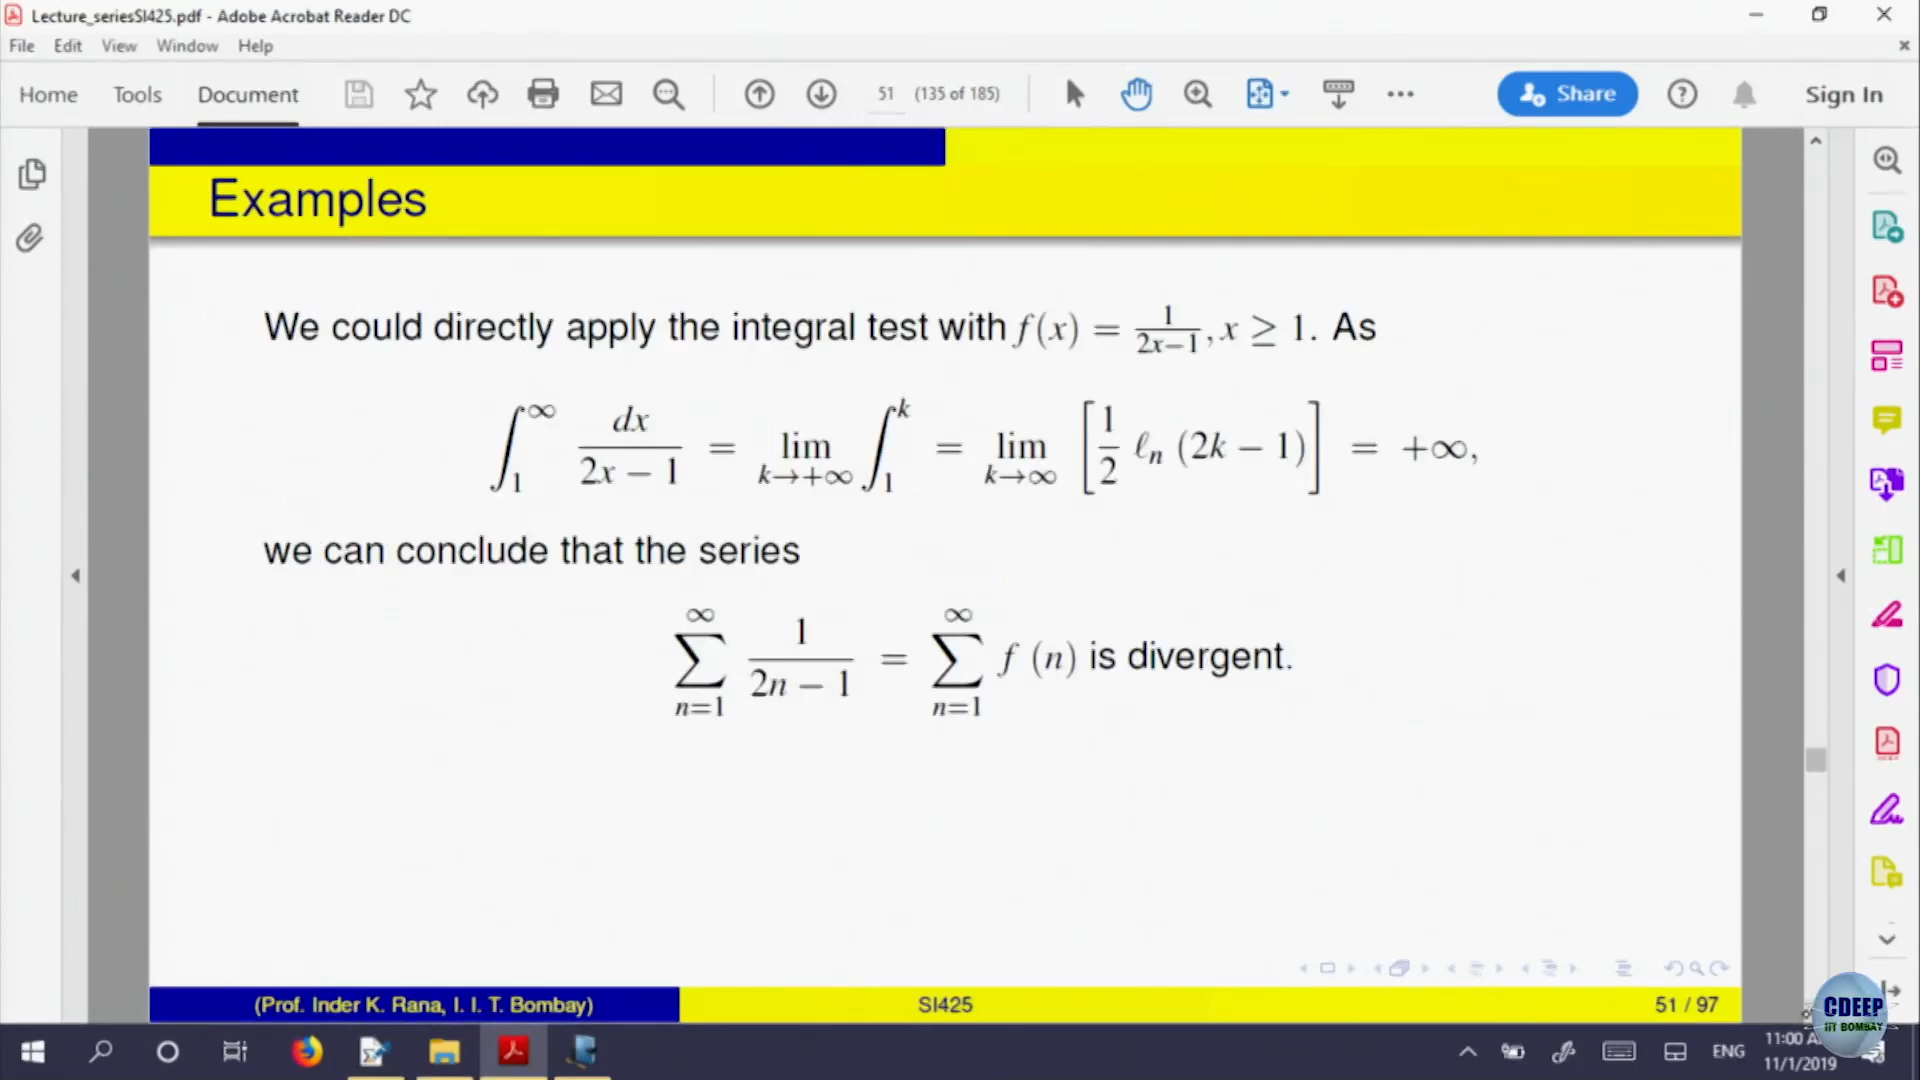 Lecture_seriesSI425.pdf - Adobe Acrobat Reader DC
File Edit View Window Help
Home Tools Document 51 (135 of 185) Share Sign In
Examples
We could directly apply the integral test with f(x) = 1/(2x−1), x ≥ 1. As
∫_1^∞ dx/(2x − 1) = lim_{k→+∞} ∫_1^k = lim_{k→∞} [1/2 ℓ_n (2k − 1)] = +∞,
we can conclude that the series
∑_{n=1}^∞ 1/(2n − 1) = ∑_{n=1}^∞ f (n) is divergent.
(Prof. Inder K. Rana, I. I. T. Bombay) SI425 51 / 97
CDEEP
IIT BOMBAY
ENG
11:00 A
11/1/2019